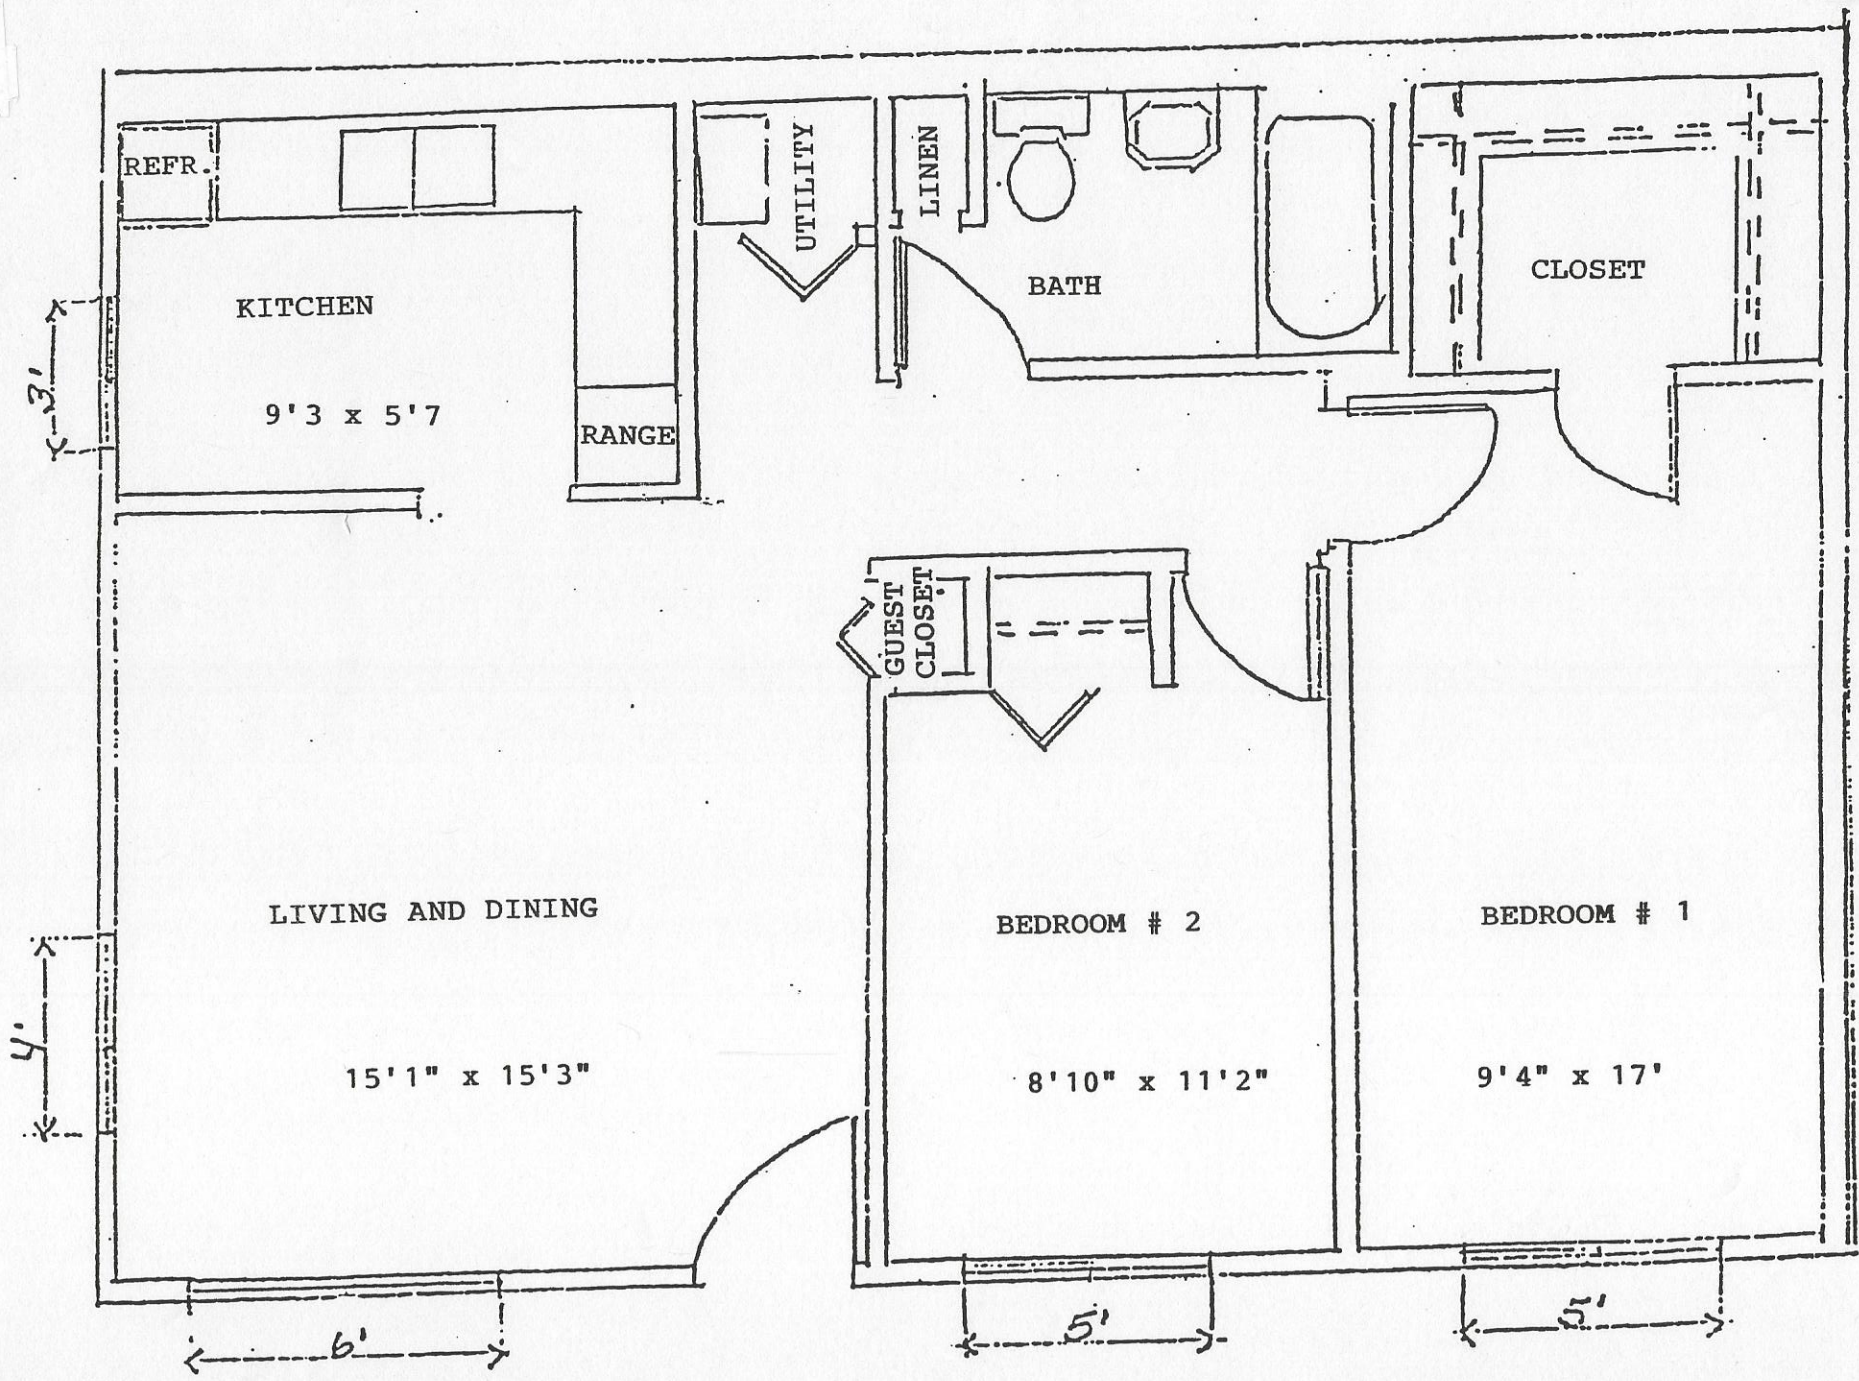 REFR.
UTILITY
LINEN
BATH
CLOSET
KITCHEN
9'3 x 5'7
RANGE
3'
GUEST
CLOSET
LIVING AND DINING
15'1" x 15'3"
BEDROOM # 2
8'10" x 11'2"
BEDROOM # 1
9'4" x 17'
4'
6'
5'
5'